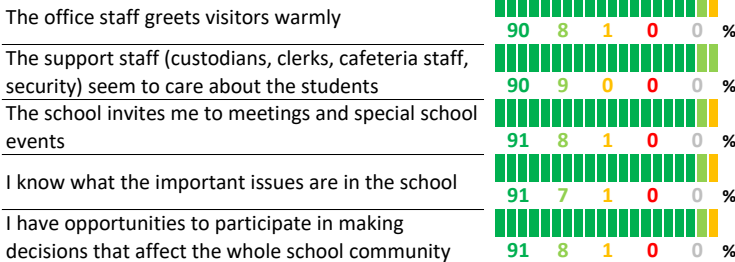 The office staff greets visitors warmly
90 8 1 0 0 %
The support staff (custodians, clerks, cafeteria staff,
security) seem to care about the students
90 9 0 0 0 %
The school invites me to meetings and special school
events
91 8 1 0 0 %
I know what the important issues are in the school
91 7 1 0 0 %
I have opportunities to participate in making
decisions that affect the whole school community
91 8 1 0 0 %